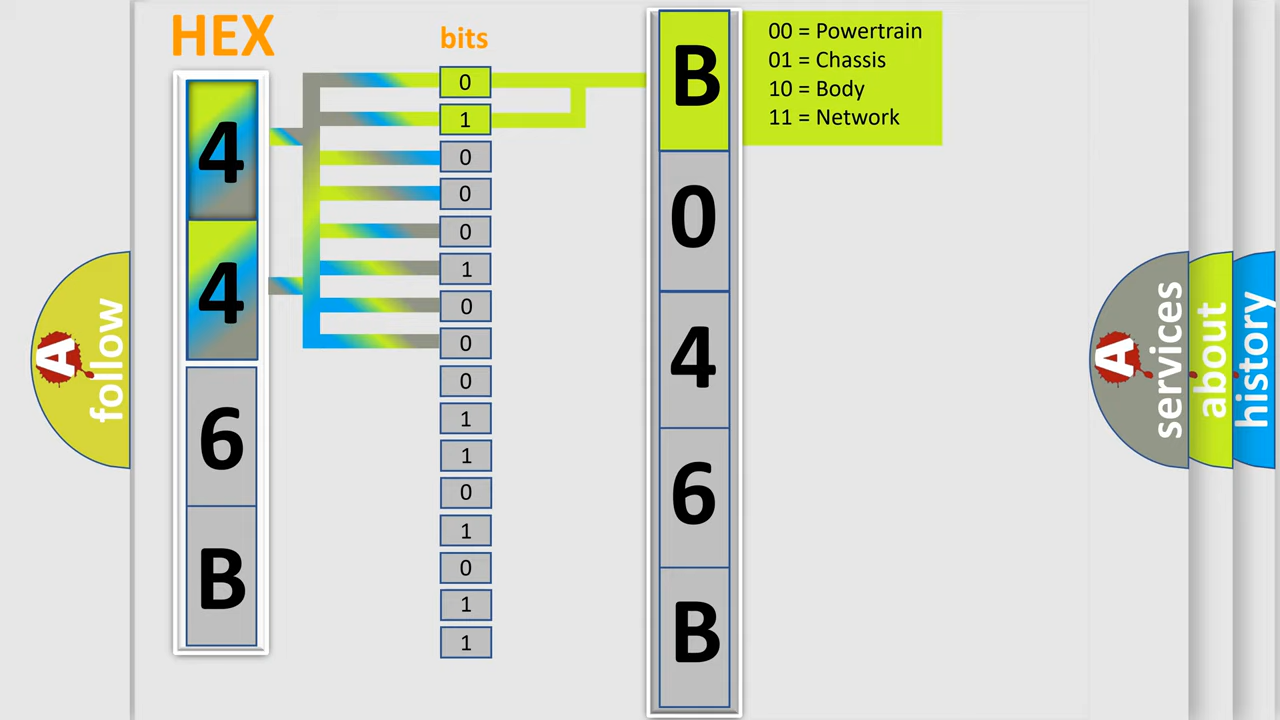 HEX
bits
4
4
6
B
0
1
0
0
0
1
0
0
0
1
1
0
1
0
1
1
B
0
4
6
B
00 = Powertrain
01 = Chassis
10 = Body
11 = Network
A
follow
A
services
about
history